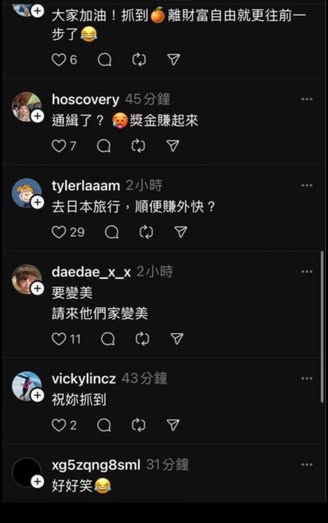 大家加油！抓到🍊離財富自由就更往前一
步了😂
6
hoscovery 45分鐘
通緝了？ 🥵獎金賺起來
7
tylerlaaam 2小時
去日本旅行，順便賺外快？
29
daedae_x_x 2小時
要變美
請來他們家變美
11
vickylincz 43分鐘
祝妳抓到
2
xg5zqng8sml 31分鐘
好好笑😂